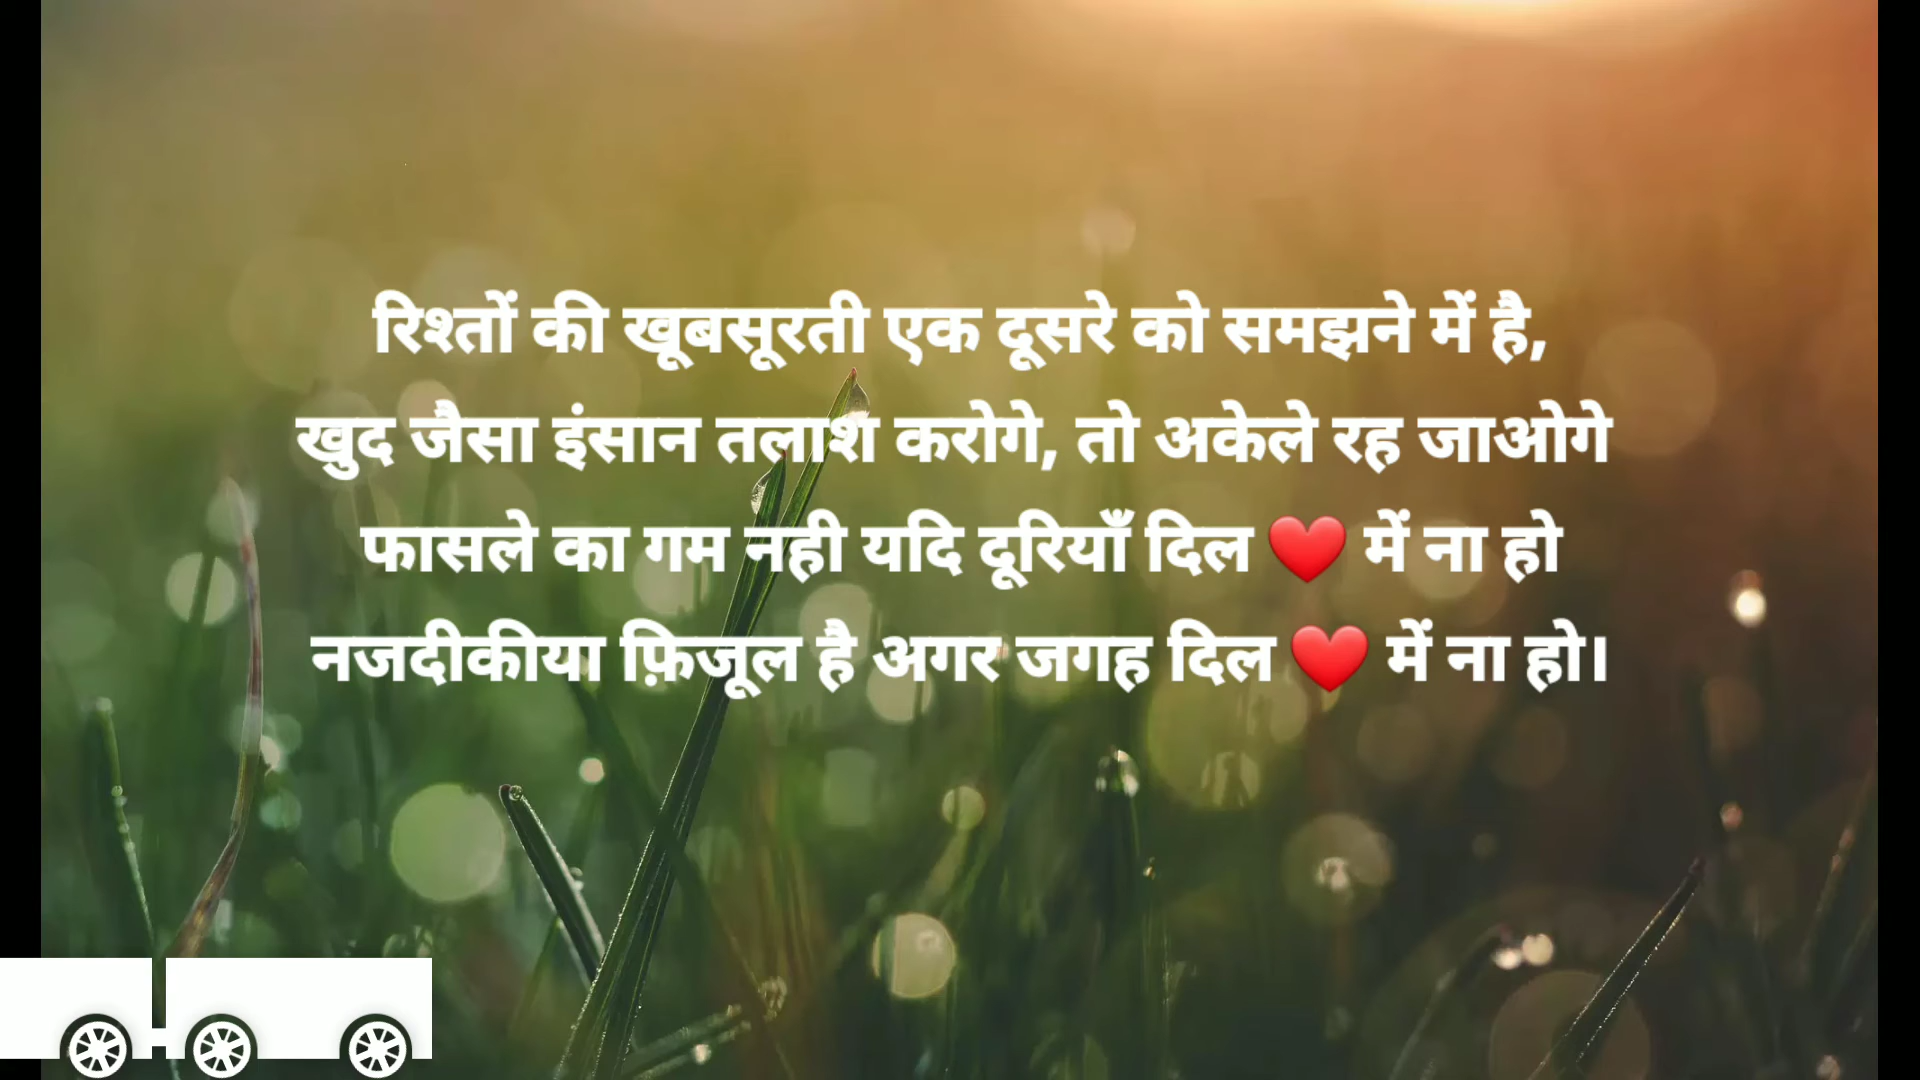 रिश्तों की खूबसूरती एक दूसरे को समझने में है,
खुद जैसा इंसान तलाश करोगे, तो अकेले रह जाओगे
फासले का गम नही यदि दूरियाँ दिल ❤️ में ना हो
नजदीकीया फ़िजूल है अगर जगह दिल ❤️ में ना हो।